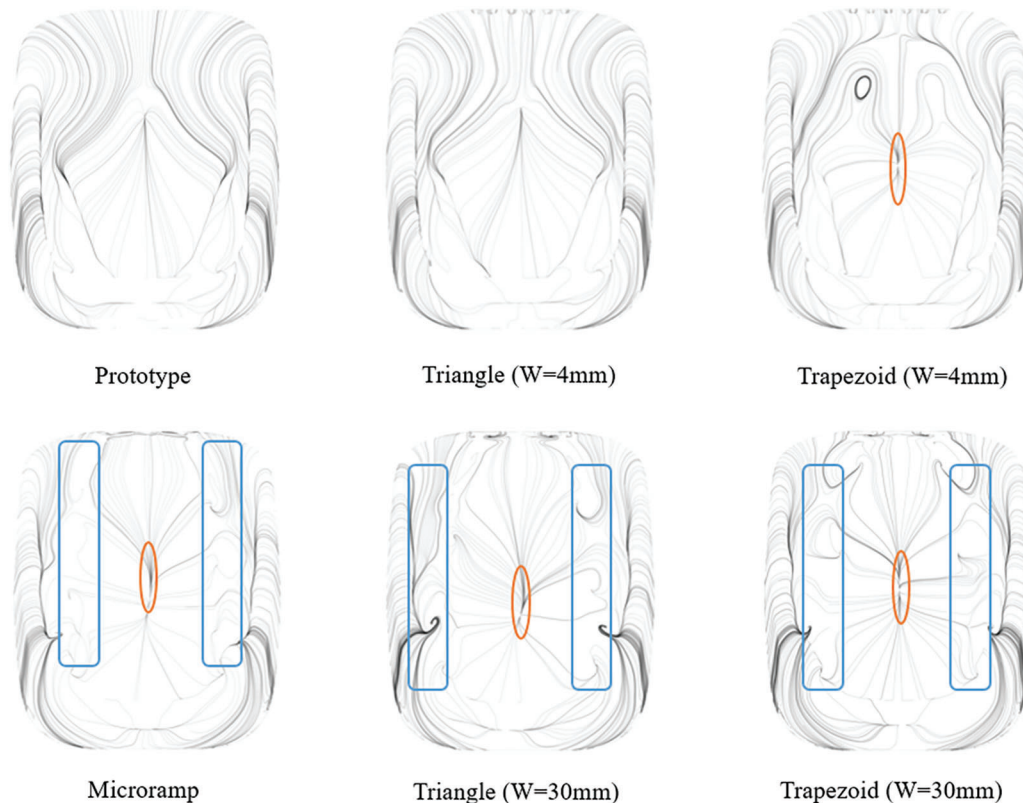 Prototype
Triangle (W=4mm)
Trapezoid (W=4mm)
Microramp
Triangle (W=30mm)
Trapezoid (W=30mm)